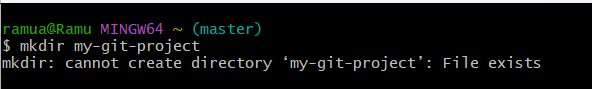 ramua@Ramu MINGW64 ~ (master)
$ mkdir my-git-project
mkdir: cannot create directory ‘my-git-project’: File exists